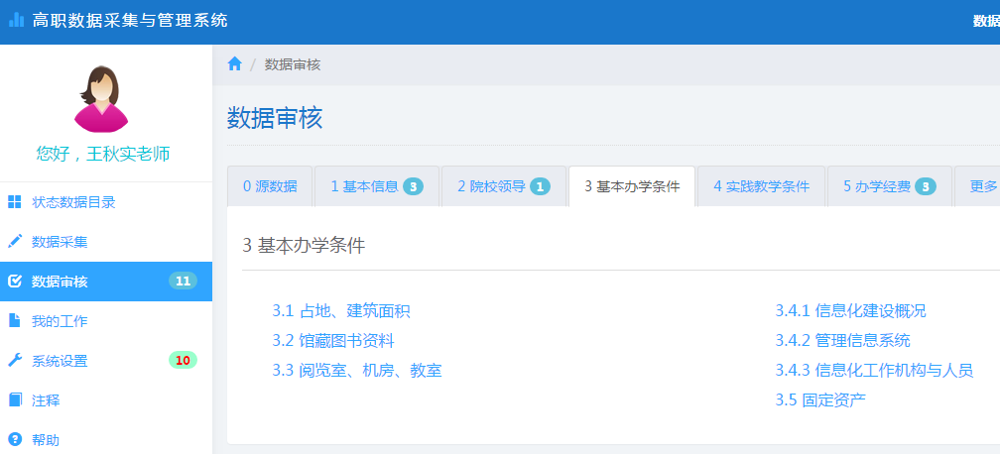 高职数据采集与管理系统
数据
您好，王秋实老师
状态数据目录
数据采集
数据审核 11
我的工作
系统设置 10
注释
帮助
/ 数据审核
数据审核
0 源数据 1 基本信息 3 2 院校领导 1 3 基本办学条件 4 实践教学条件 5 办学经费 3 更多
3 基本办学条件
3.1 占地、建筑面积
3.2 馆藏图书资料
3.3 阅览室、机房、教室
3.4.1 信息化建设概况
3.4.2 管理信息系统
3.4.3 信息化工作机构与人员
3.5 固定资产